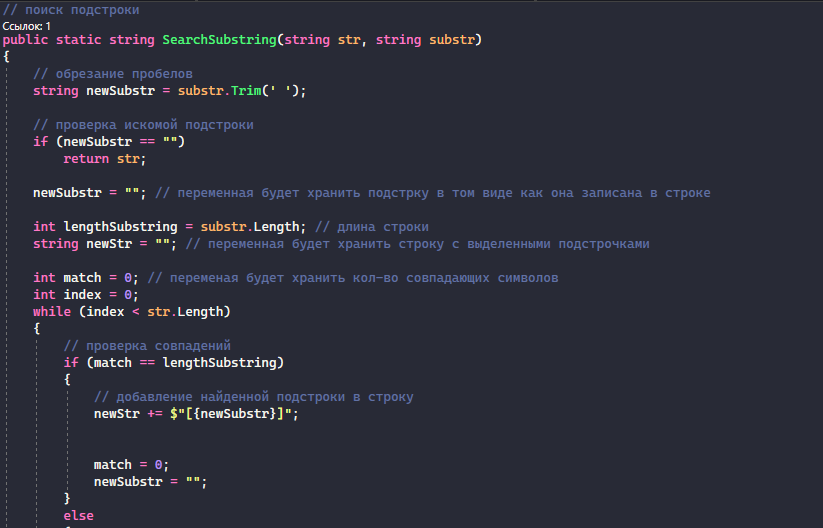 // поиск подстроки
Ссылок: 1
public static string SearchSubstring(string str, string substr)
{
// обрезание пробелов
string newSubstr = substr.Trim(' ');
// проверка искомой подстроки
if (newSubstr == "")
return str;
newSubstr = ""; // переменная будет хранить подстрку в том виде как она записана в строке
int lengthSubstring = substr.Length; // длина строки
string newStr = ""; // переменная будет хранить строку с выделенными подстрочками
int match = 0; // переменая будет хранить кол-во совпадающих символов
int index = 0;
while (index < str.Length)
{
// проверка совпадений
if (match == lengthSubstring)
{
// добавление найденной подстроки в строку
newStr += $"[{newSubstr}]";
match = 0;
newSubstr = "";
}
else